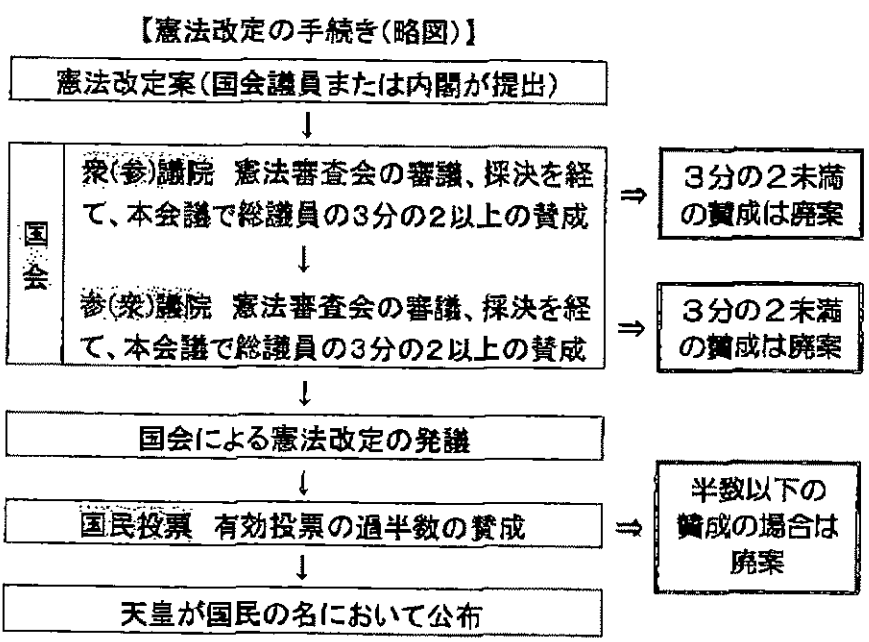 【憲法改定の手続き(略図)】
憲法改定案(国会議員または内閣が提出)
↓
国会
衆(参)議院 憲法審査会の審議、採決を経
て、本会議で総議員の3分の2以上の賛成
⇒
3分の2未満
の賛成は廃案
↓
参(衆)議院 憲法審査会の審議、採決を経
て、本会議で総議員の3分の2以上の賛成
⇒
3分の2未満
の賛成は廃案
↓
国会による憲法改定の発議
↓
国民投票 有効投票の過半数の賛成
⇒
半数以下の
賛成の場合は
廃案
↓
天皇が国民の名において公布